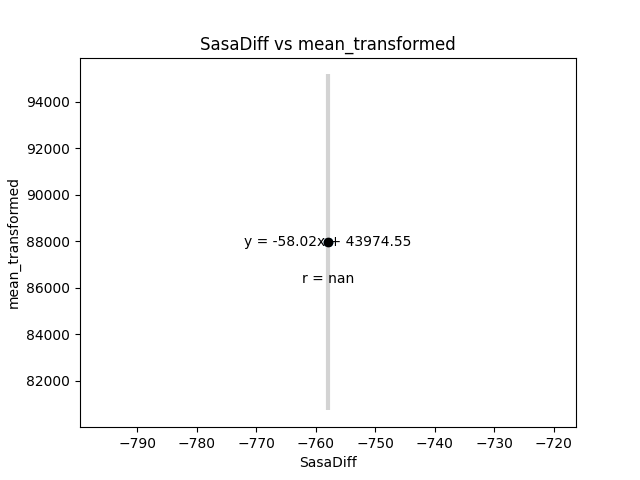 SasaDiff vs mean_transformed
94000
92000
90000
88000
86000
84000
82000
mean_transformed
y = -58.02x + 43974.55
r = nan
−790 −780 −770 −760 −750 −740 −730 −720
SasaDiff